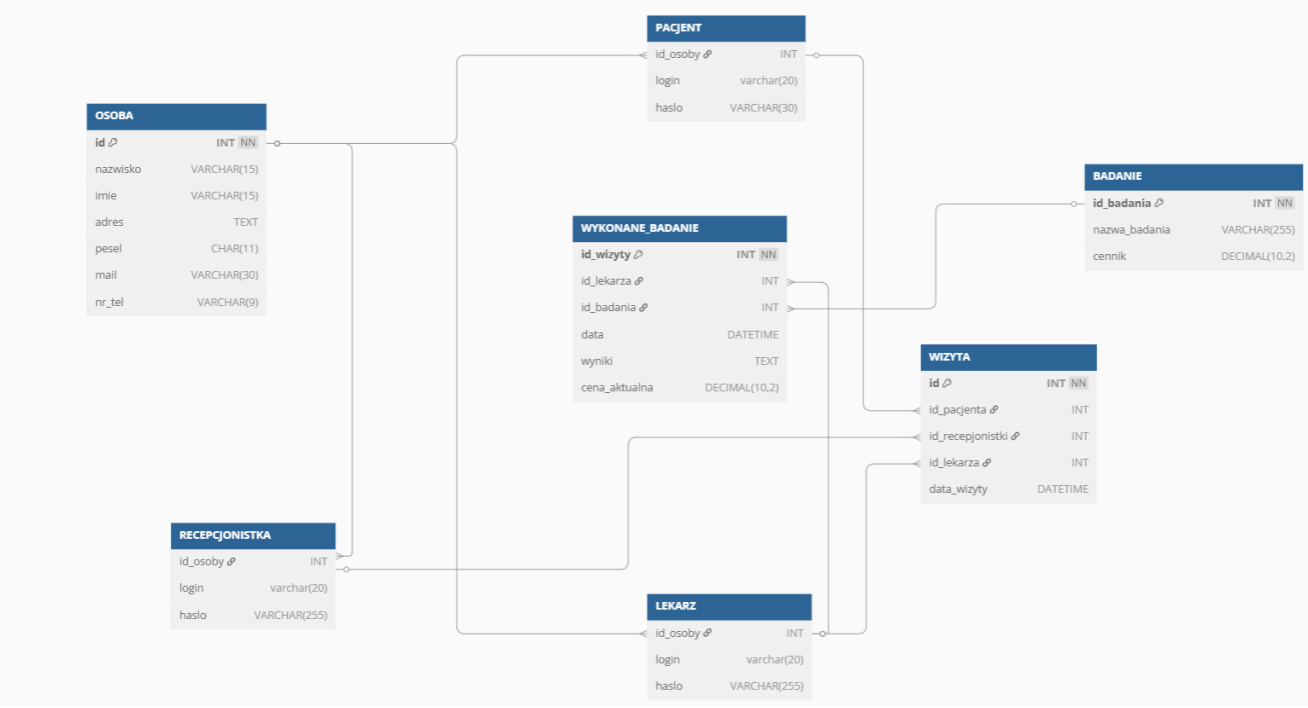 PACJENT
id_osoby INT
login varchar(20)
haslo VARCHAR(30)
OSOBA
id INT NN
nazwisko VARCHAR(15)
imie VARCHAR(15)
adres TEXT
pesel CHAR(11)
mail VARCHAR(30)
nr_tel VARCHAR(9)
BADANIE
id_badania INT NN
nazwa_badania VARCHAR(255)
cennik DECIMAL(10,2)
WYKONANE_BADANIE
id_wizyty INT NN
id_lekarza INT
id_badania INT
data DATETIME
wyniki TEXT
cena_aktualna DECIMAL(10,2)
WIZYTA
id INT NN
id_pacjenta INT
id_recepjonistki INT
id_lekarza INT
data_wizyty DATETIME
RECEPCJONISTKA
id_osoby INT
login varchar(20)
haslo VARCHAR(255)
LEKARZ
id_osoby INT
login varchar(20)
haslo VARCHAR(255)